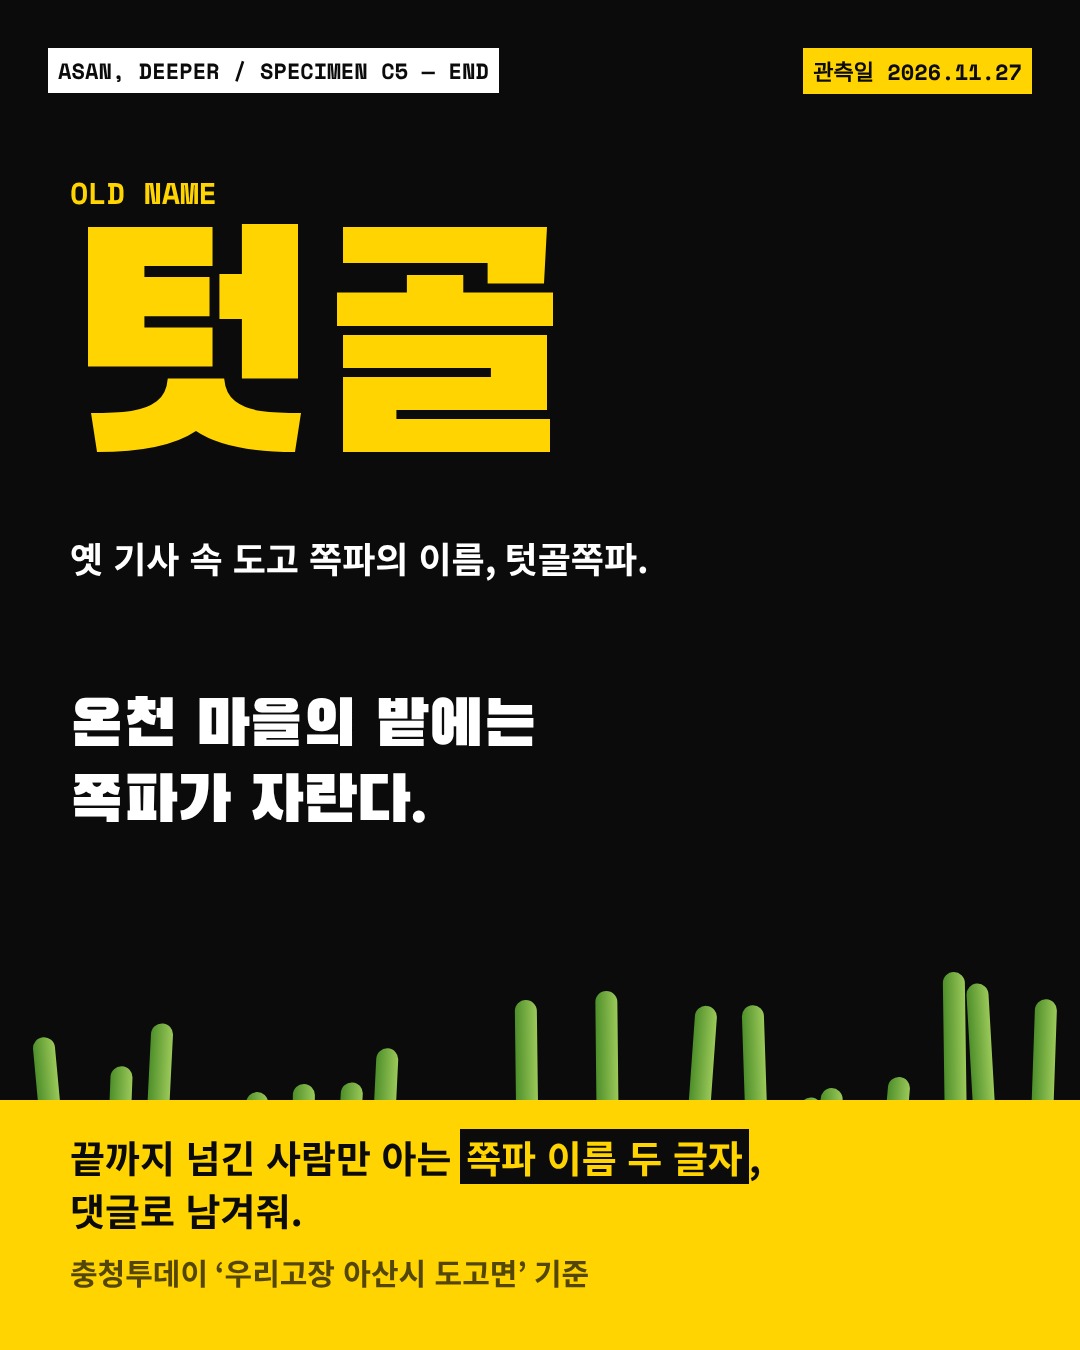 ASAN, DEEPER / SPECIMEN C5 — END
관측일 2026.11.27
OLD NAME
텃골
옛 기사 속 도고 쪽파의 이름, 텃골쪽파.
온천 마을의 밭에는
쪽파가 자란다.
끝까지 넘긴 사람만 아는 쪽파 이름 두 글자,
댓글로 남겨줘.
충청투데이 ‘우리고장 아산시 도고면’ 기준